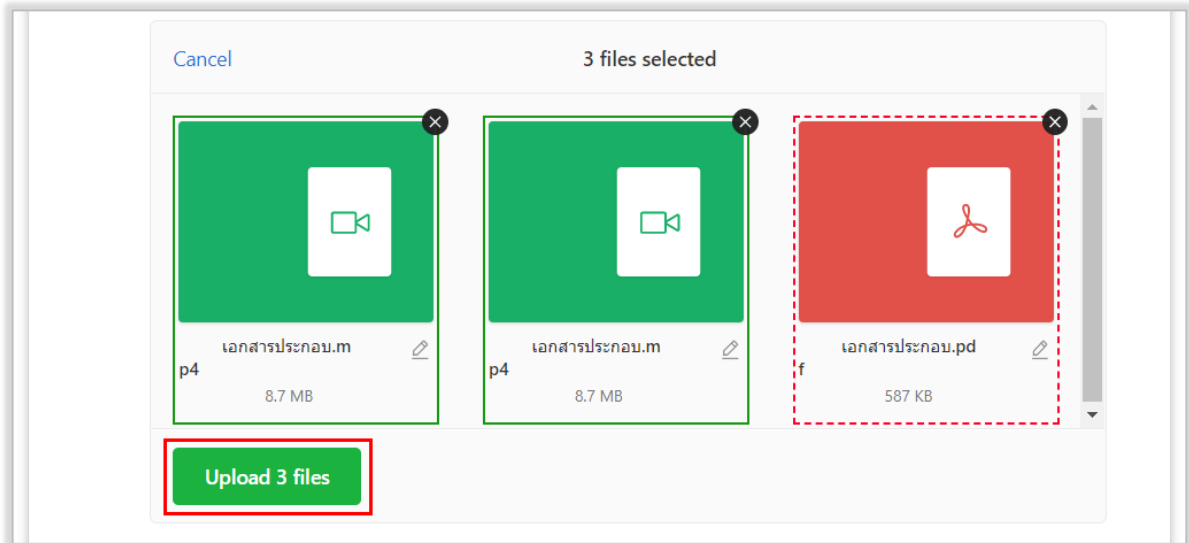 Cancel
3 files selected
เอกสารประกอบ.m
p4
8.7 MB
เอกสารประกอบ.m
p4
8.7 MB
เอกสารประกอบ.pd
f
587 KB
Upload 3 files